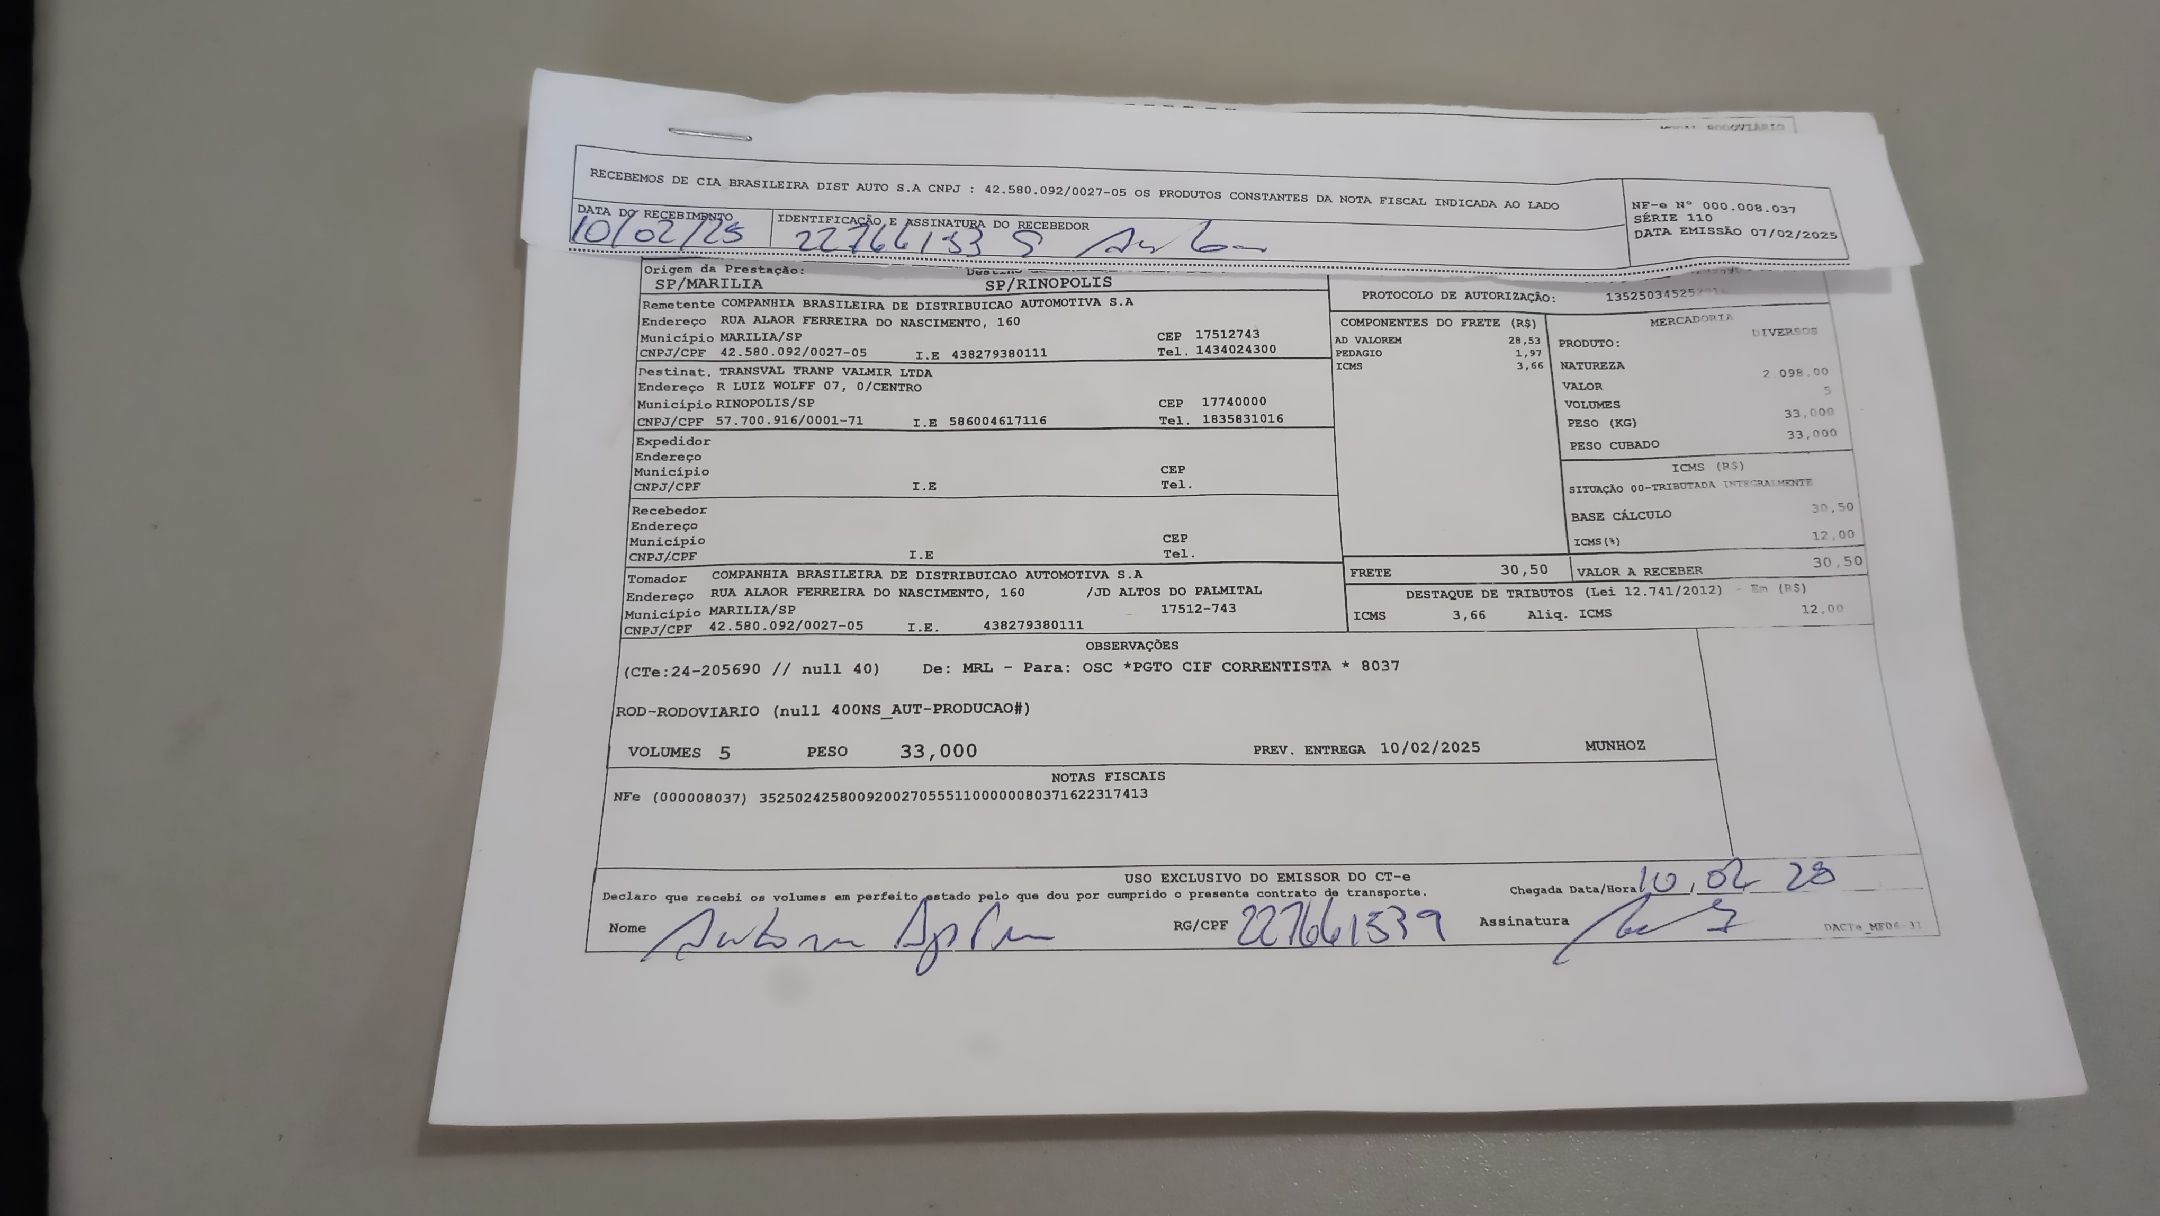 RODOVIÁRIO
RECEBEMOS DE CIA BRASILEIRA DIST AUTO S.A CNPJ : 42.580.092/0027-05 OS PRODUTOS CONSTANTES DA NOTA FISCAL INDICADA AO LADO
NF-e Nº 000.008.037
SÉRIE 110
DATA EMISSÃO 07/02/2025
DATA DO RECEBIMENTO
10/02/25
IDENTIFICAÇÃO E ASSINATURA DO RECEBEDOR
Origem da Prestação:
SP/MARILIA SP/RINOPOLIS
Remetente COMPANHIA BRASILEIRA DE DISTRIBUICAO AUTOMOTIVA S.A
Endereço RUA ALAOR FERREIRA DO NASCIMENTO, 160
Município MARILIA/SP CEP 17512743
CNPJ/CPF 42.580.092/0027-05 I.E 438279380111 Tel. 1434024300
Destinat. TRANSVAL TRANP VALMIR LTDA
Endereço R LUIZ WOLFF 07, 0/CENTRO
Município RINOPOLIS/SP CEP 17740000
CNPJ/CPF 57.700.916/0001-71 I.E 586004617116 Tel. 1835831016
Expedidor
Endereço
Município CEP
CNPJ/CPF I.E Tel.
Recebedor
Endereço
Município CEP
CNPJ/CPF I.E Tel.
Tomador COMPANHIA BRASILEIRA DE DISTRIBUICAO AUTOMOTIVA S.A
Endereço RUA ALAOR FERREIRA DO NASCIMENTO, 160 /JD ALTOS DO PALMITAL
Município MARILIA/SP 17512-743
CNPJ/CPF 42.580.092/0027-05 I.E. 438279380111
PROTOCOLO DE AUTORIZAÇÃO:
COMPONENTES DO FRETE (R$)
AD VALOREM 28,53
PEDAGIO 1,97
ICMS 3,66
MERCADORIA
PRODUTO: DIVERSOS
NATUREZA
VALOR 2.098,00
VOLUMES 5
PESO (KG) 33,000
PESO CUBADO 33,000
ICMS (R$)
SITUAÇÃO 00-TRIBUTADA INTEGRALMENTE
BASE CÁLCULO 30,50
ICMS(%) 12,00
FRETE 30,50 VALOR A RECEBER 30,50
DESTAQUE DE TRIBUTOS (Lei 12.741/2012) - Em (R$)
ICMS 3,66 Aliq. ICMS 12,00
OBSERVAÇÕES
(CTe:24-205690 // null 40) De: MRL - Para: OSC *PGTO CIF CORRENTISTA * 8037
ROD-RODOVIARIO (null 400NS_AUT-PRODUCAO#)
VOLUMES 5 PESO 33,000 PREV. ENTREGA 10/02/2025 MUNHOZ
NOTAS FISCAIS
NFe (000008037) 35250242580092002705551100000080371622317413
USO EXCLUSIVO DO EMISSOR DO CT-e
Declaro que recebi os volumes em perfeito estado pelo que dou por cumprido o presente contrato de transporte. Chegada Data/Hora 10, 02 25
Nome RG/CPF 227661539 Assinatura